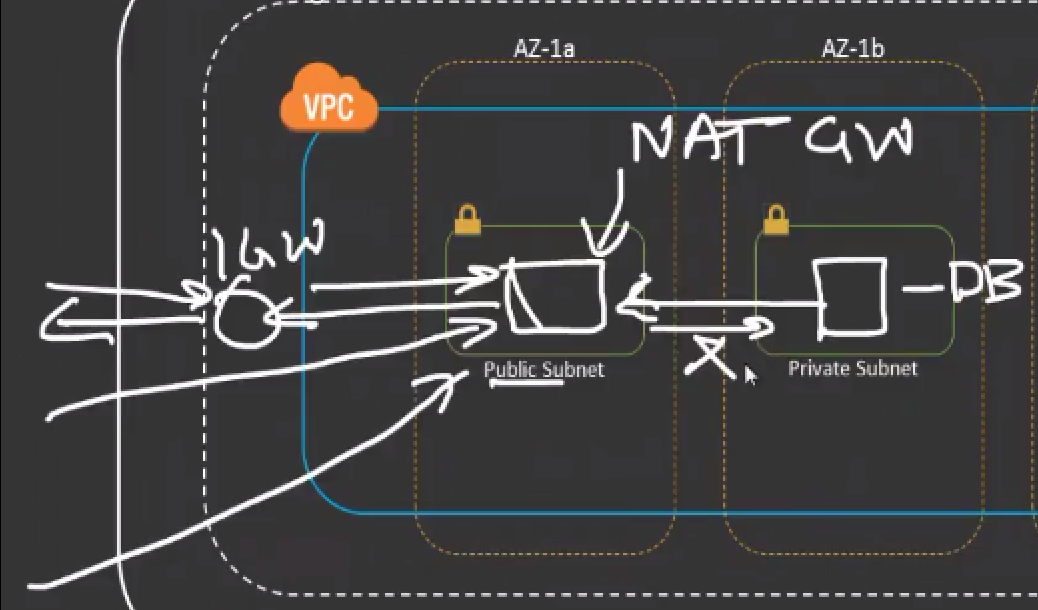 AZ-1a
AZ-1b
VPC
NAT GW
IGW
DB
Public Subnet
Private Subnet